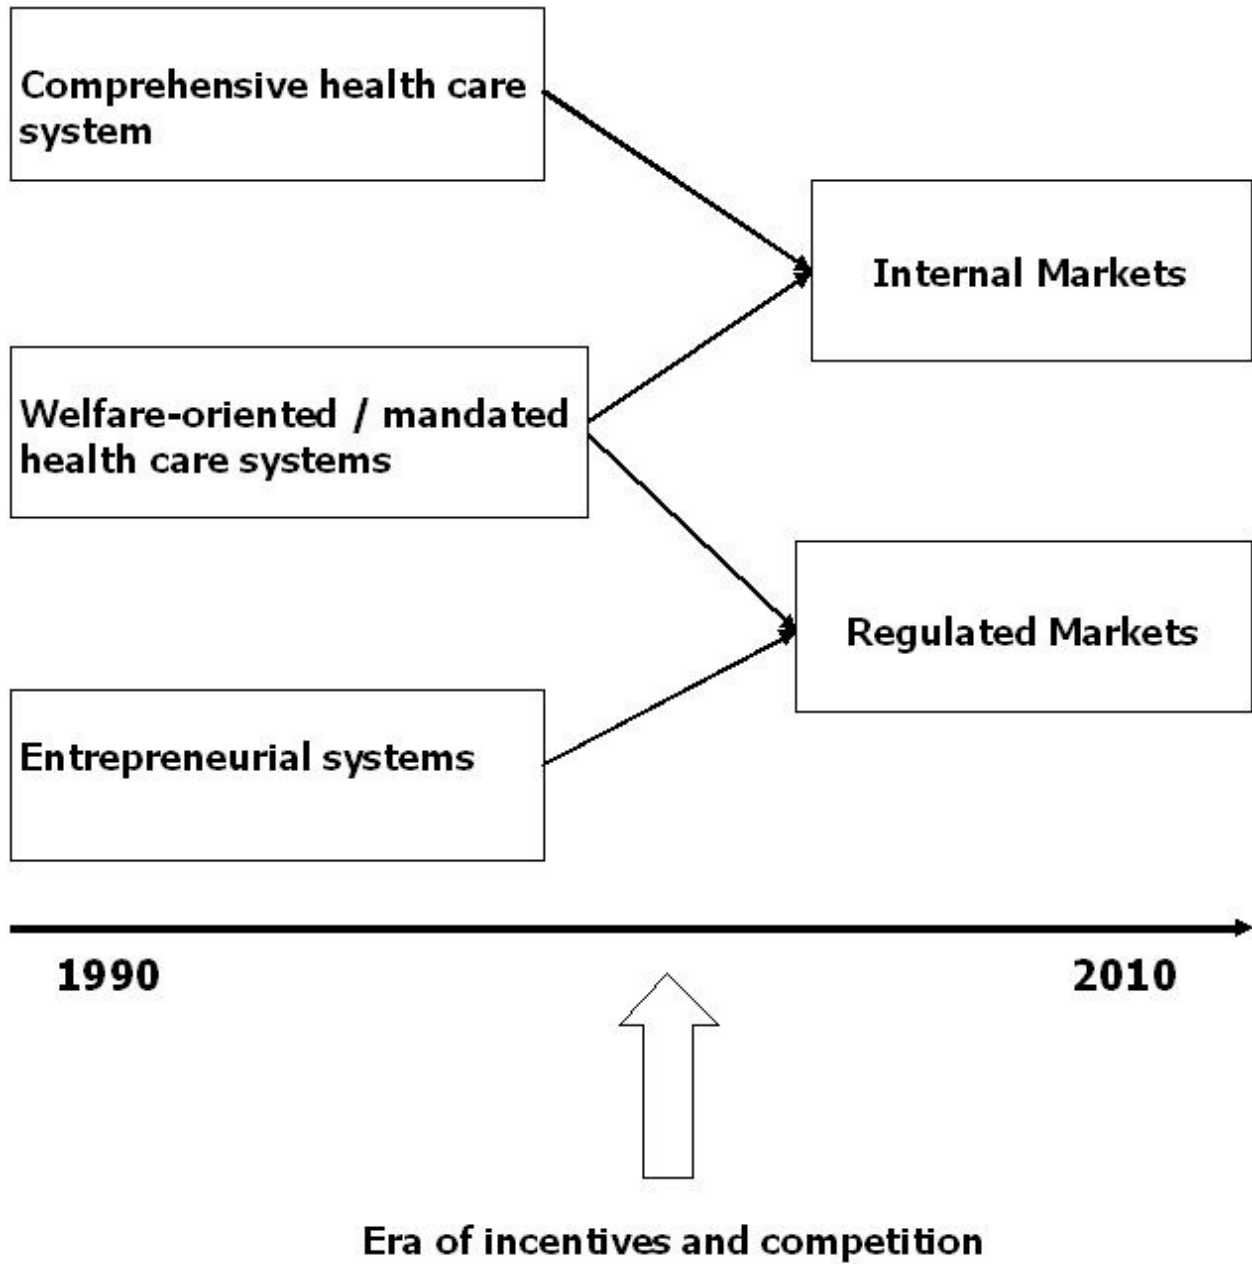 Comprehensive health care
system
Internal Markets
Welfare-oriented / mandated
health care systems
Regulated Markets
Entrepreneurial systems
1990
2010
Era of incentives and competition